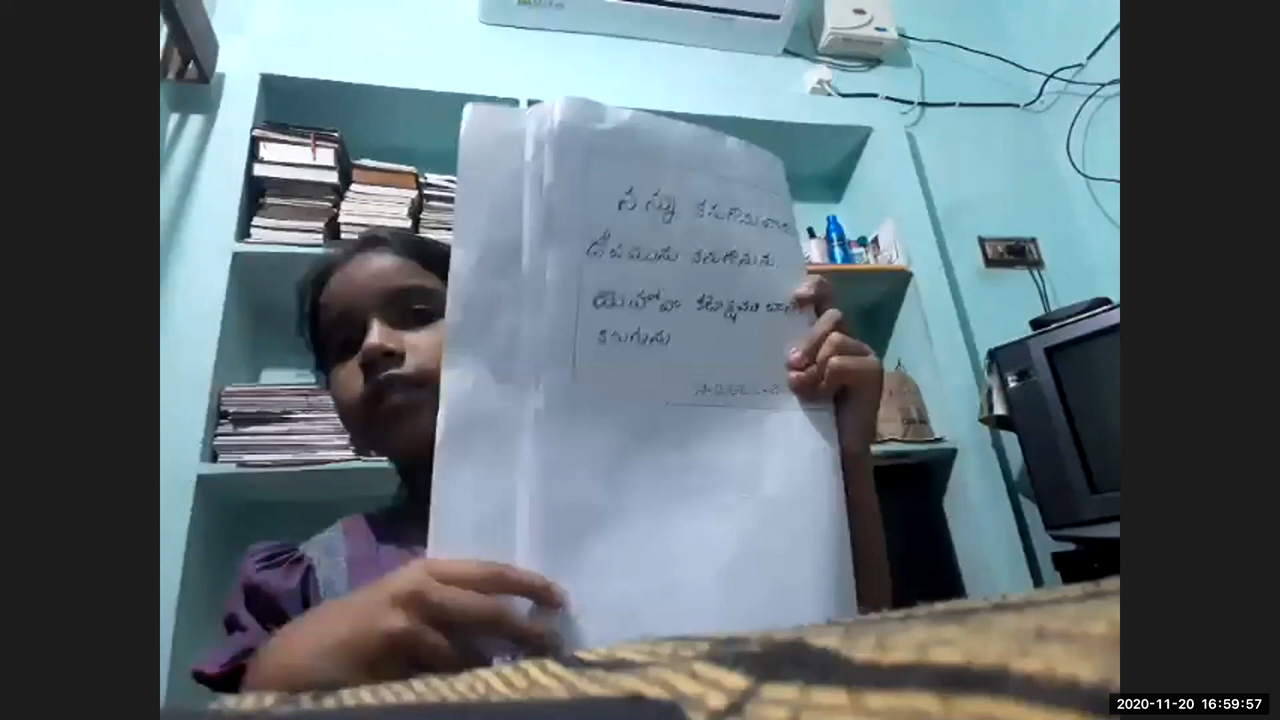 నన్ను కనుగొనువాడు
జీవమును కనుగొనును
యెహోవా కటాక్షము వానికి
కలుగును
2020-11-20 16:59:57